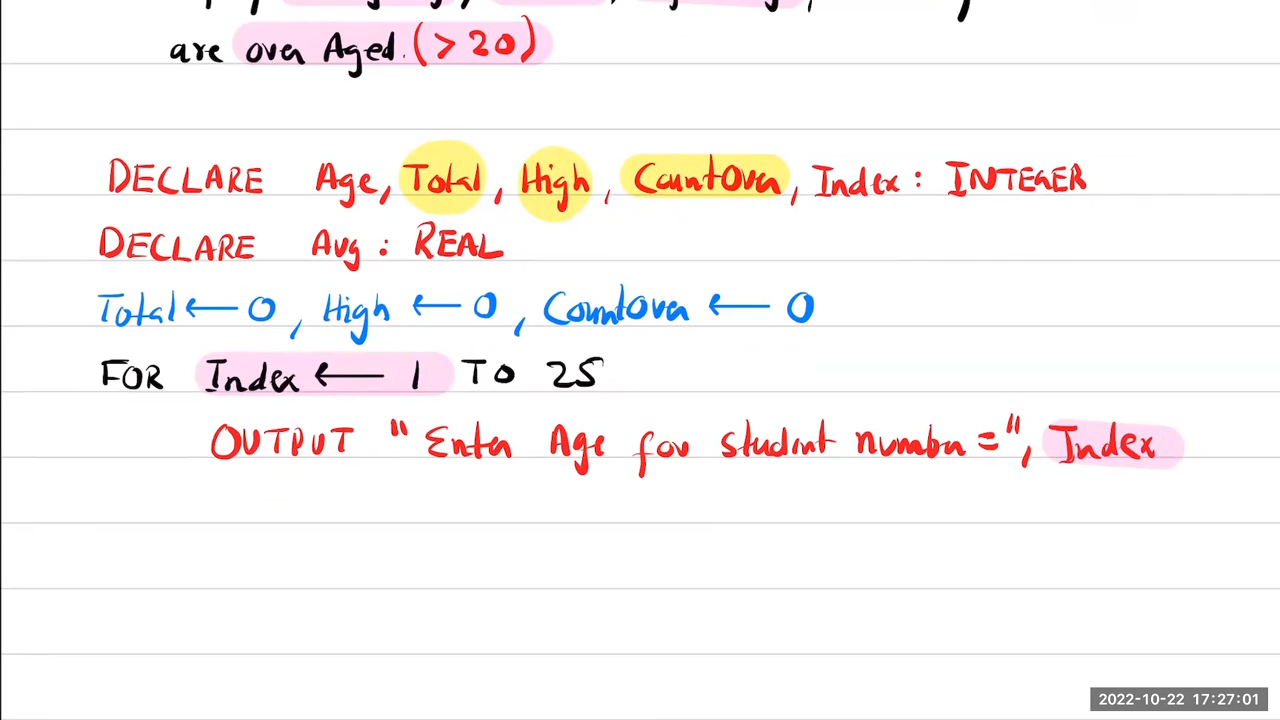 are over Aged. (> 20)
DECLARE Age, Total, High, CountOver, Index : INTEGER
DECLARE Avg : REAL
Total ← 0, High ← 0, CountOver ← 0
FOR Index ← 1 TO 25
OUTPUT "Enter Age for student number =", Index
2022-10-22 17:27:01